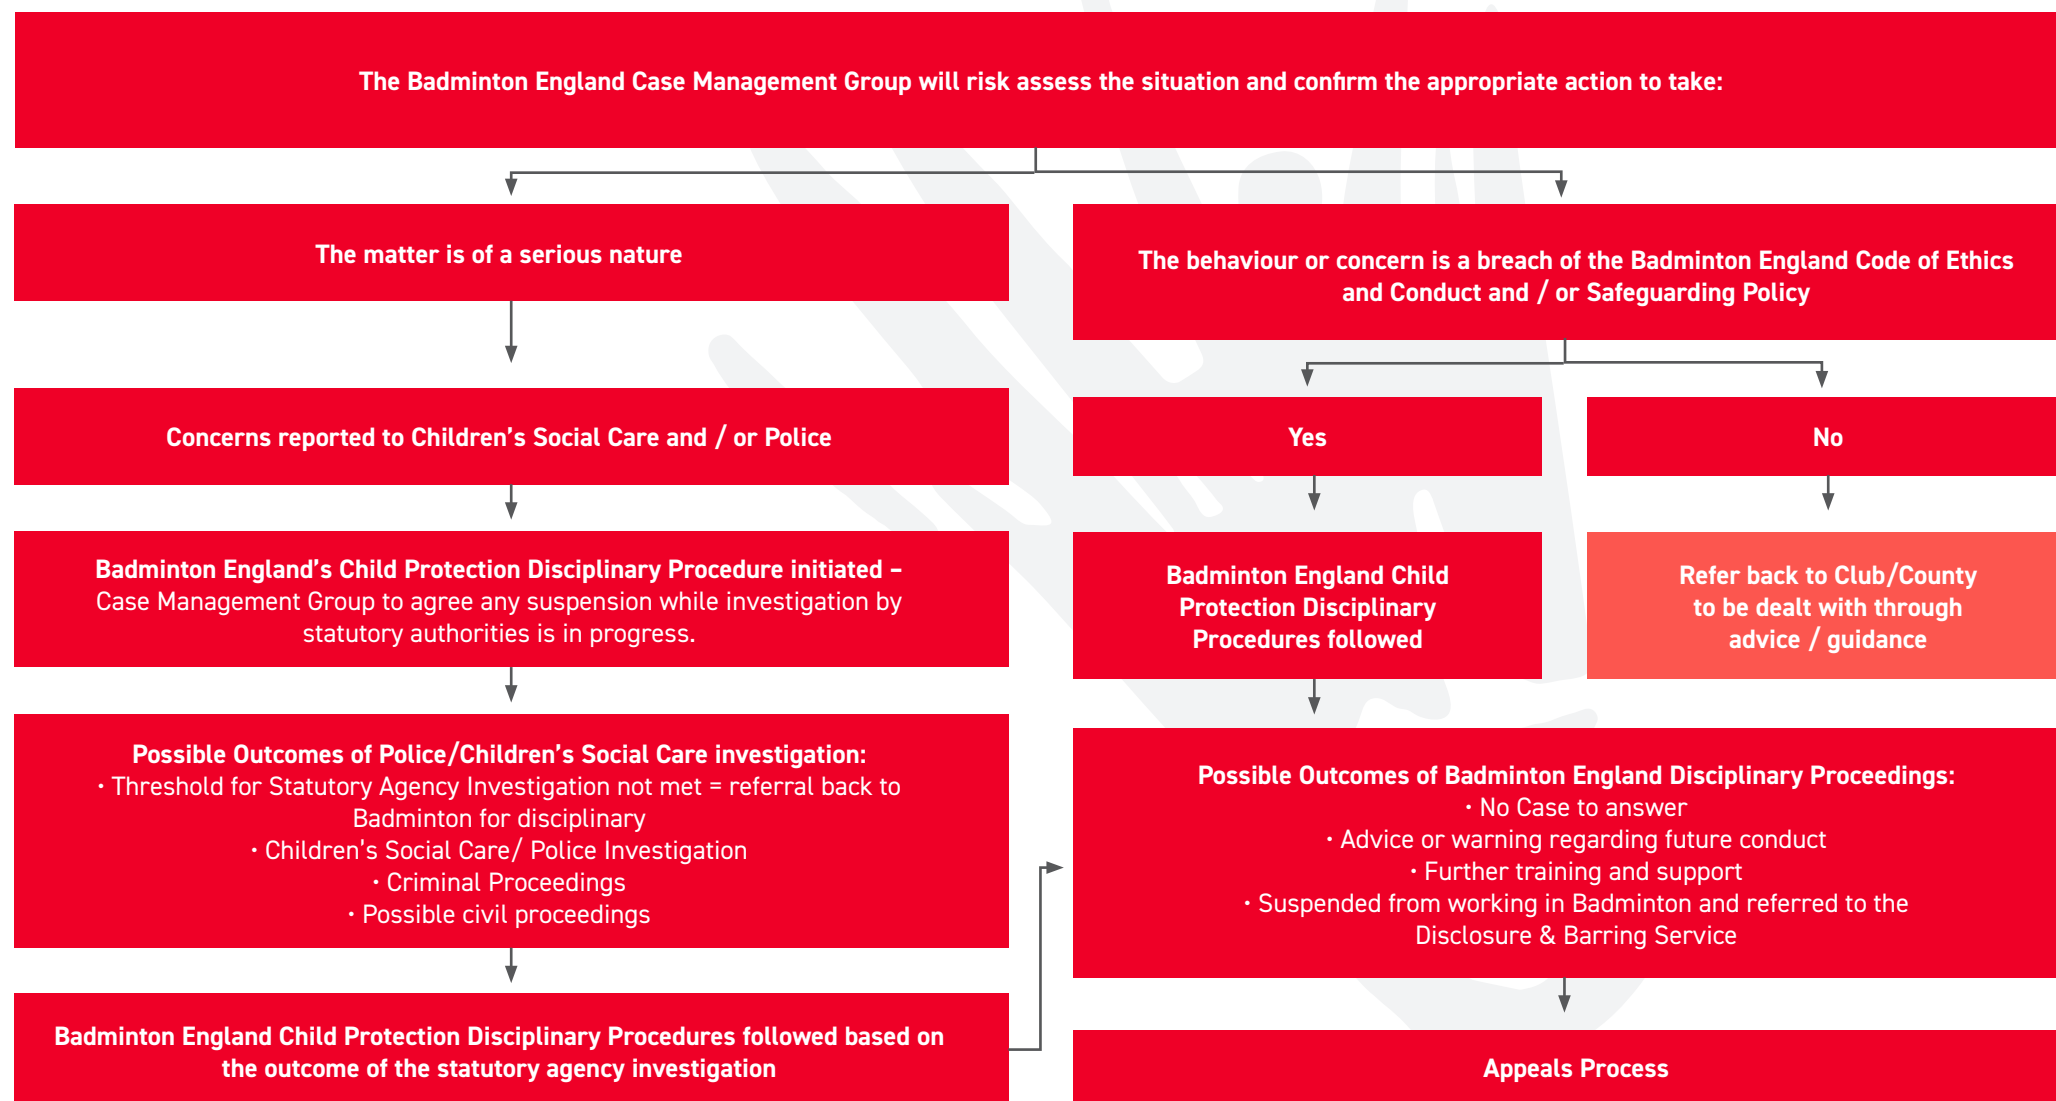 The Badminton England Case Management Group will risk assess the situation and confirm the appropriate action to take:
The matter is of a serious nature
The behaviour or concern is a breach of the Badminton England Code of Ethics
and Conduct and / or Safeguarding Policy
Concerns reported to Children’s Social Care and / or Police
Yes
No
Badminton England’s Child Protection Disciplinary Procedure initiated –
Case Management Group to agree any suspension while investigation by
statutory authorities is in progress.
Badminton England Child
Protection Disciplinary
Procedures followed
Refer back to Club/County
to be dealt with through
advice / guidance
Possible Outcomes of Police/Children’s Social Care investigation:
• Threshold for Statutory Agency Investigation not met = referral back to
Badminton for disciplinary
• Children’s Social Care/ Police Investigation
• Criminal Proceedings
• Possible civil proceedings
Possible Outcomes of Badminton England Disciplinary Proceedings:
• No Case to answer
• Advice or warning regarding future conduct
• Further training and support
• Suspended from working in Badminton and referred to the
Disclosure & Barring Service
Badminton England Child Protection Disciplinary Procedures followed based on
the outcome of the statutory agency investigation
Appeals Process